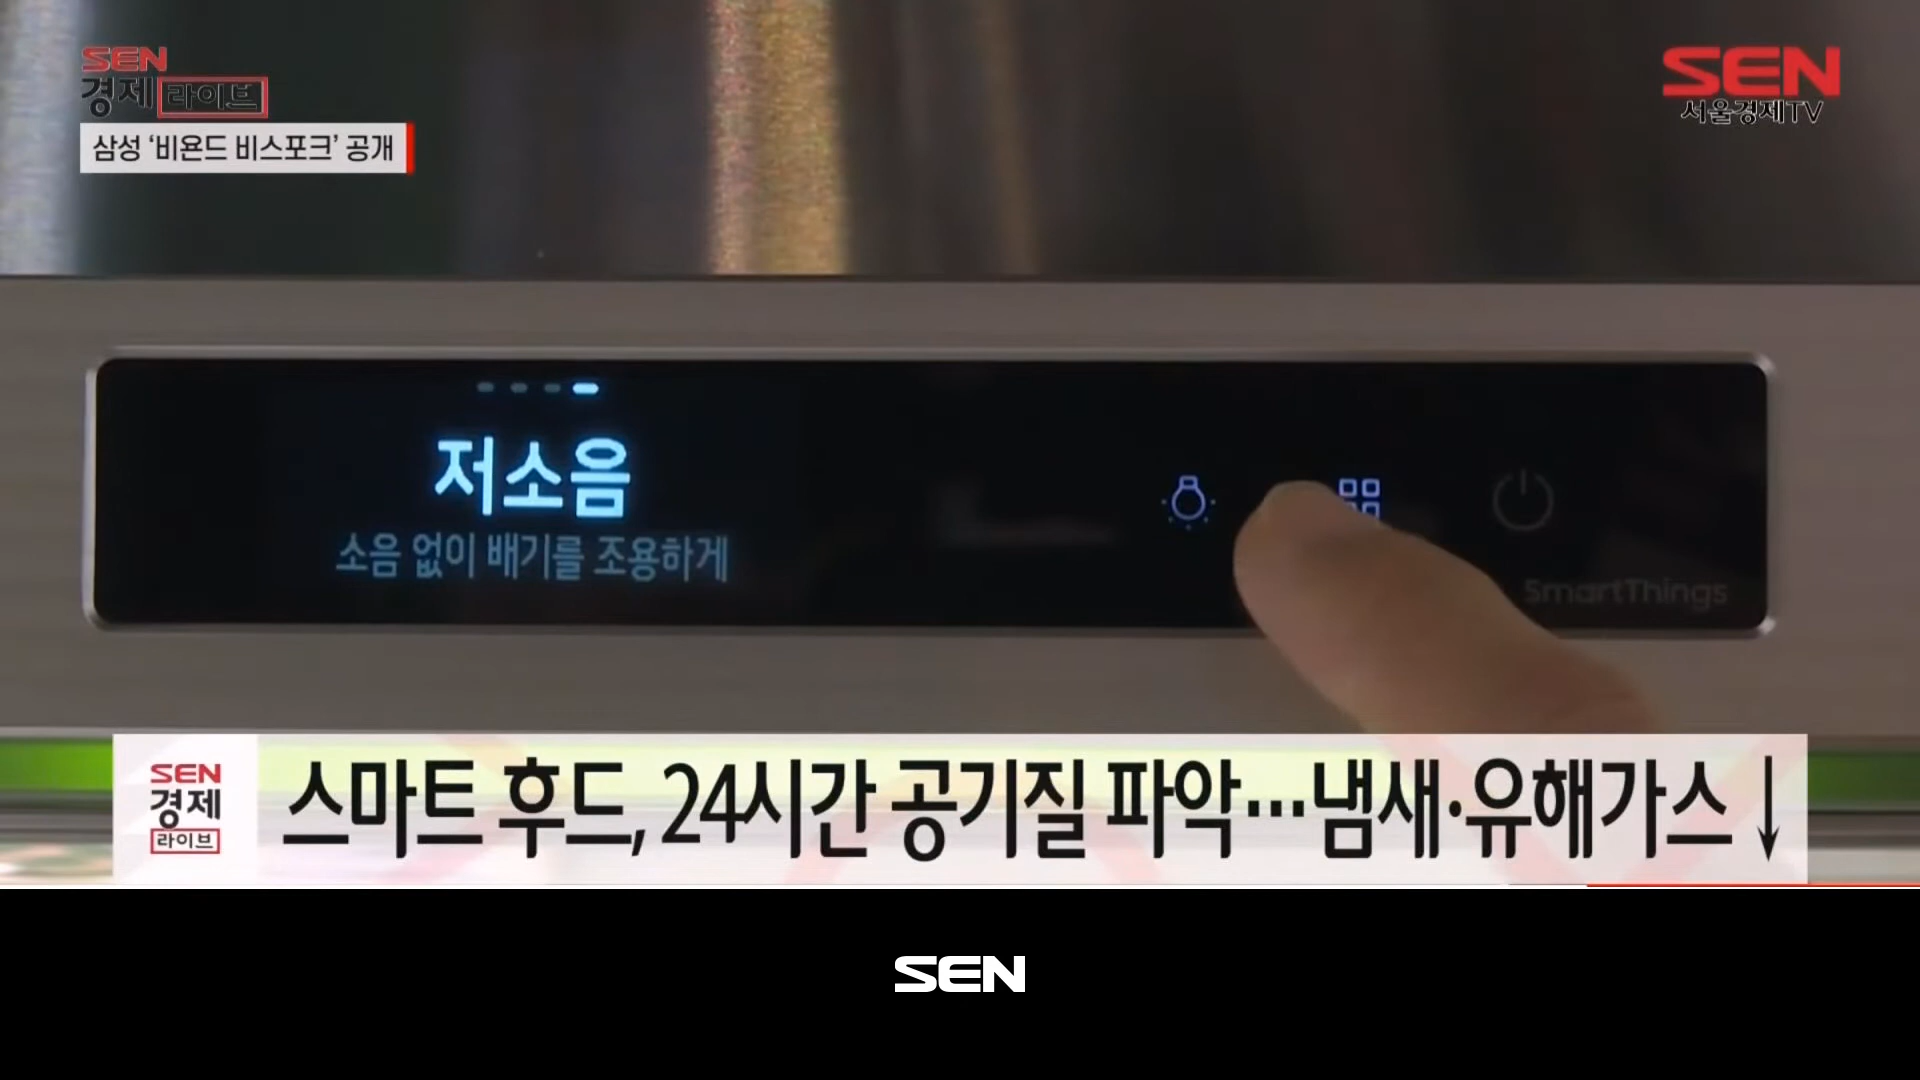 SEN
경제 라이브
삼성 ‘비욘드 비스포크’ 공개
SEN
서울경제TV
저소음
소음 없이 배기를 조용하게
SmartThings
SEN
경제
라이브
스마트 후드, 24시간 공기질 파악…냄새·유해가스↓
SEN